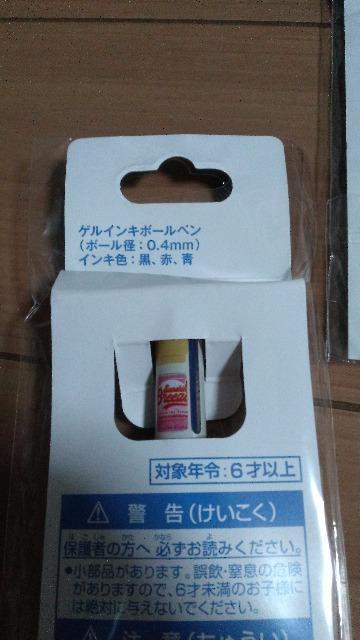 ゲルインキボールペン
(ボール径：0.4mm)
インキ色：黒、赤、青
対象年令：6才以上
⚠ 警告(けいこく)
保護者の方へ 必ずお読みください。
●小部品があります。誤飲・窒息の危険
がありますので、6才未満のお子様に
は絶対に与えないでください。